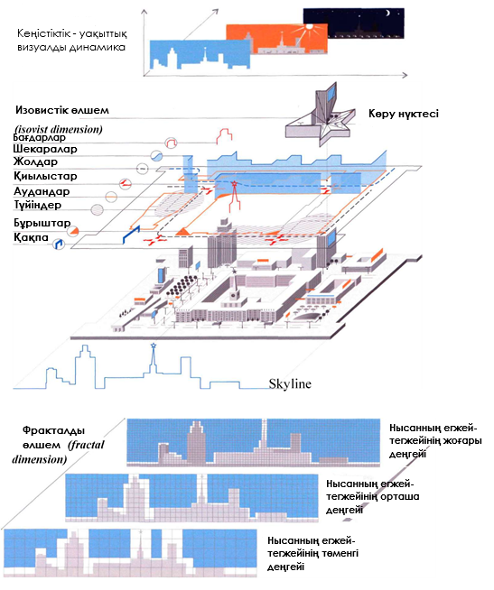 Кеңістіктік - уақыттық
визуалды динамика
Изовистік өлшем
(isovist dimension)
Көру нүктесі
Бағдарлар
Шекаралар
Жолдар
Қиылыстар
Аудандар
Түйіндер
Бұрыштар
Қақпа
Skyline
Фракталды
өлшем (fractal
dimension)
Нысанның егжей-
тегжейінің жоғары
деңгейі
Нысанның егжей-
тегжейінің орташа
деңгейі
Нысанның егжей-
тегжейінің төменгі
деңгейі